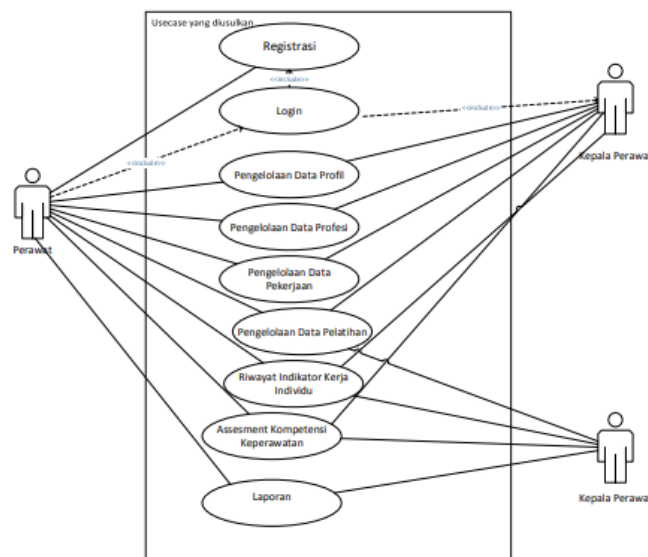 Usecase yang diusulkan
Registrasi
<<include>>
Login
<<include>>
<<include>>
Kepala Perawa
Pengelolaan Data Profil
Perawat
Pengelolaan Data Profesi
Pengelolaan Data
Pekerjaan
Pengelolaan Data Pelatihan
Riwayat Indikator Kerja
Individu
Assesment Kompetensi
Keperawatan
Kepala Perawa
Laporan